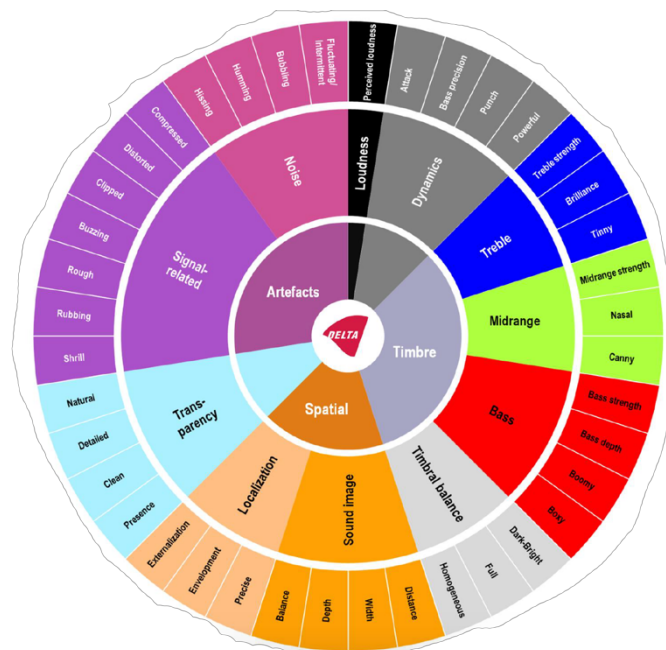 DELTA
Timbre
Spatial
Artefacts
Loudness
Dynamics
Treble
Midrange
Bass
Timbral balance
Sound image
Localization
Trans-
parency
Signal-
related
Noise
Perceived loudness
Attack
Bass precision
Punch
Powerful
Treble strength
Brilliance
Tinny
Midrange strength
Nasal
Canny
Bass strength
Bass depth
Boomy
Boxy
Dark-Bright
Full
Homogeneous
Distance
Width
Depth
Balance
Precise
Envelopment
Externalization
Presence
Clean
Detailed
Natural
Shrill
Rubbing
Rough
Buzzing
Clipped
Distorted
Compressed
Hissing
Humming
Bubbling
Fluctuating/
Intermittent